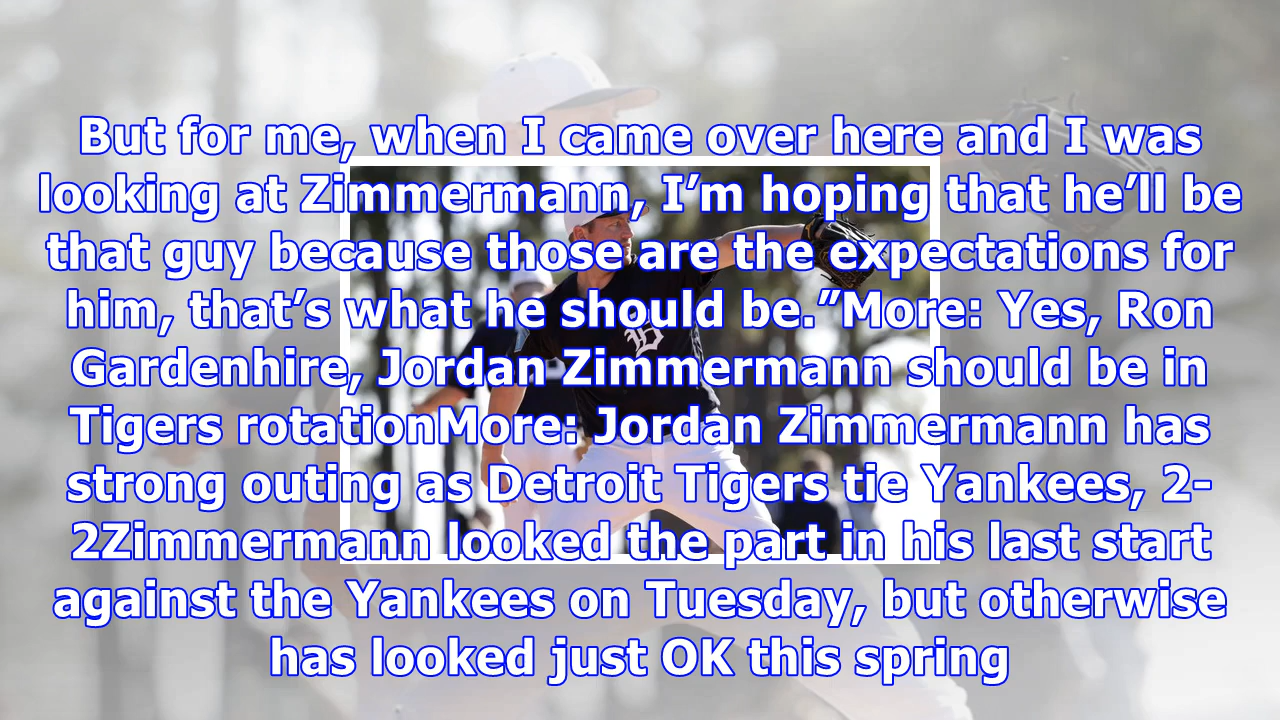 But for me, when I came over here and I was
looking at Zimmermann, I’m hoping that he’ll be
that guy because those are the expectations for
him, that’s what he should be.”More: Yes, Ron
Gardenhire, Jordan Zimmermann should be in
Tigers rotationMore: Jordan Zimmermann has
strong outing as Detroit Tigers tie Yankees, 2-
2Zimmermann looked the part in his last start
against the Yankees on Tuesday, but otherwise
has looked just OK this spring